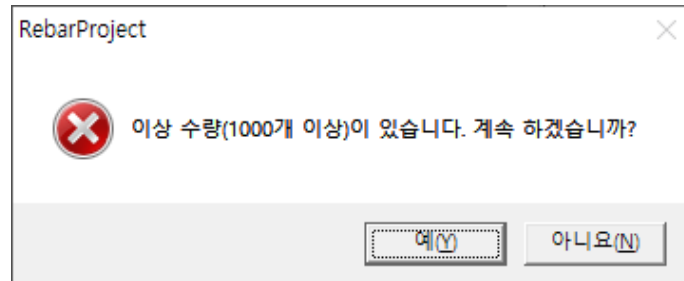 RebarProject
이상 수량(1000개 이상)이 있습니다. 계속 하겠습니까?
예(Y)
아니요(N)